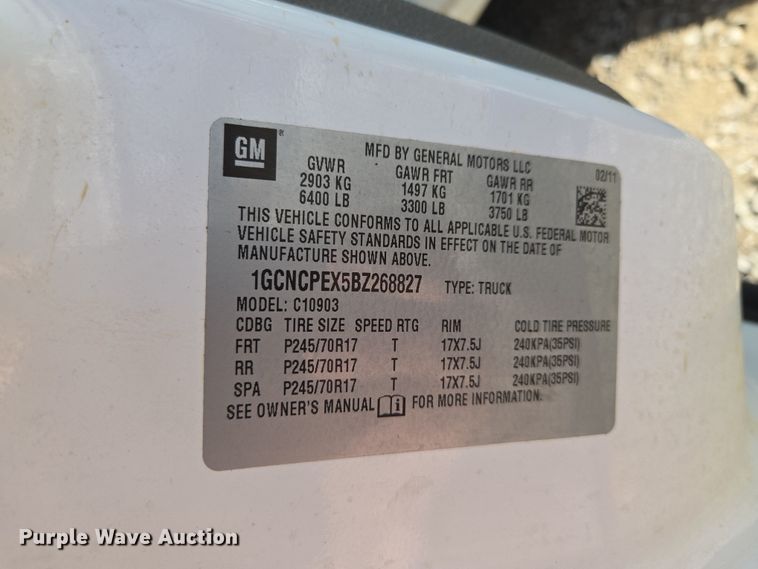 GM ®
MFD BY GENERAL MOTORS LLC
02/11
GVWR GAWR FRT GAWR RR
2903 KG 1497 KG 1701 KG
6400 LB 3300 LB 3750 LB
THIS VEHICLE CONFORMS TO ALL APPLICABLE U.S. FEDERAL MOTOR
VEHICLE SAFETY STANDARDS IN EFFECT ON THE DATE OF
MANUFACTURE SHOWN ABOVE.
1GCNCPEX5BZ268827 TYPE: TRUCK
MODEL: C10903
CDBG TIRE SIZE SPEED RTG RIM COLD TIRE PRESSURE
FRT P245/70R17 T 17X7.5J 240KPA(35PSI)
RR P245/70R17 T 17X7.5J 240KPA(35PSI)
SPA P245/70R17 T 17X7.5J 240KPA(35PSI)
SEE OWNER'S MANUAL i FOR MORE INFORMATION.
Purple Wave Auction